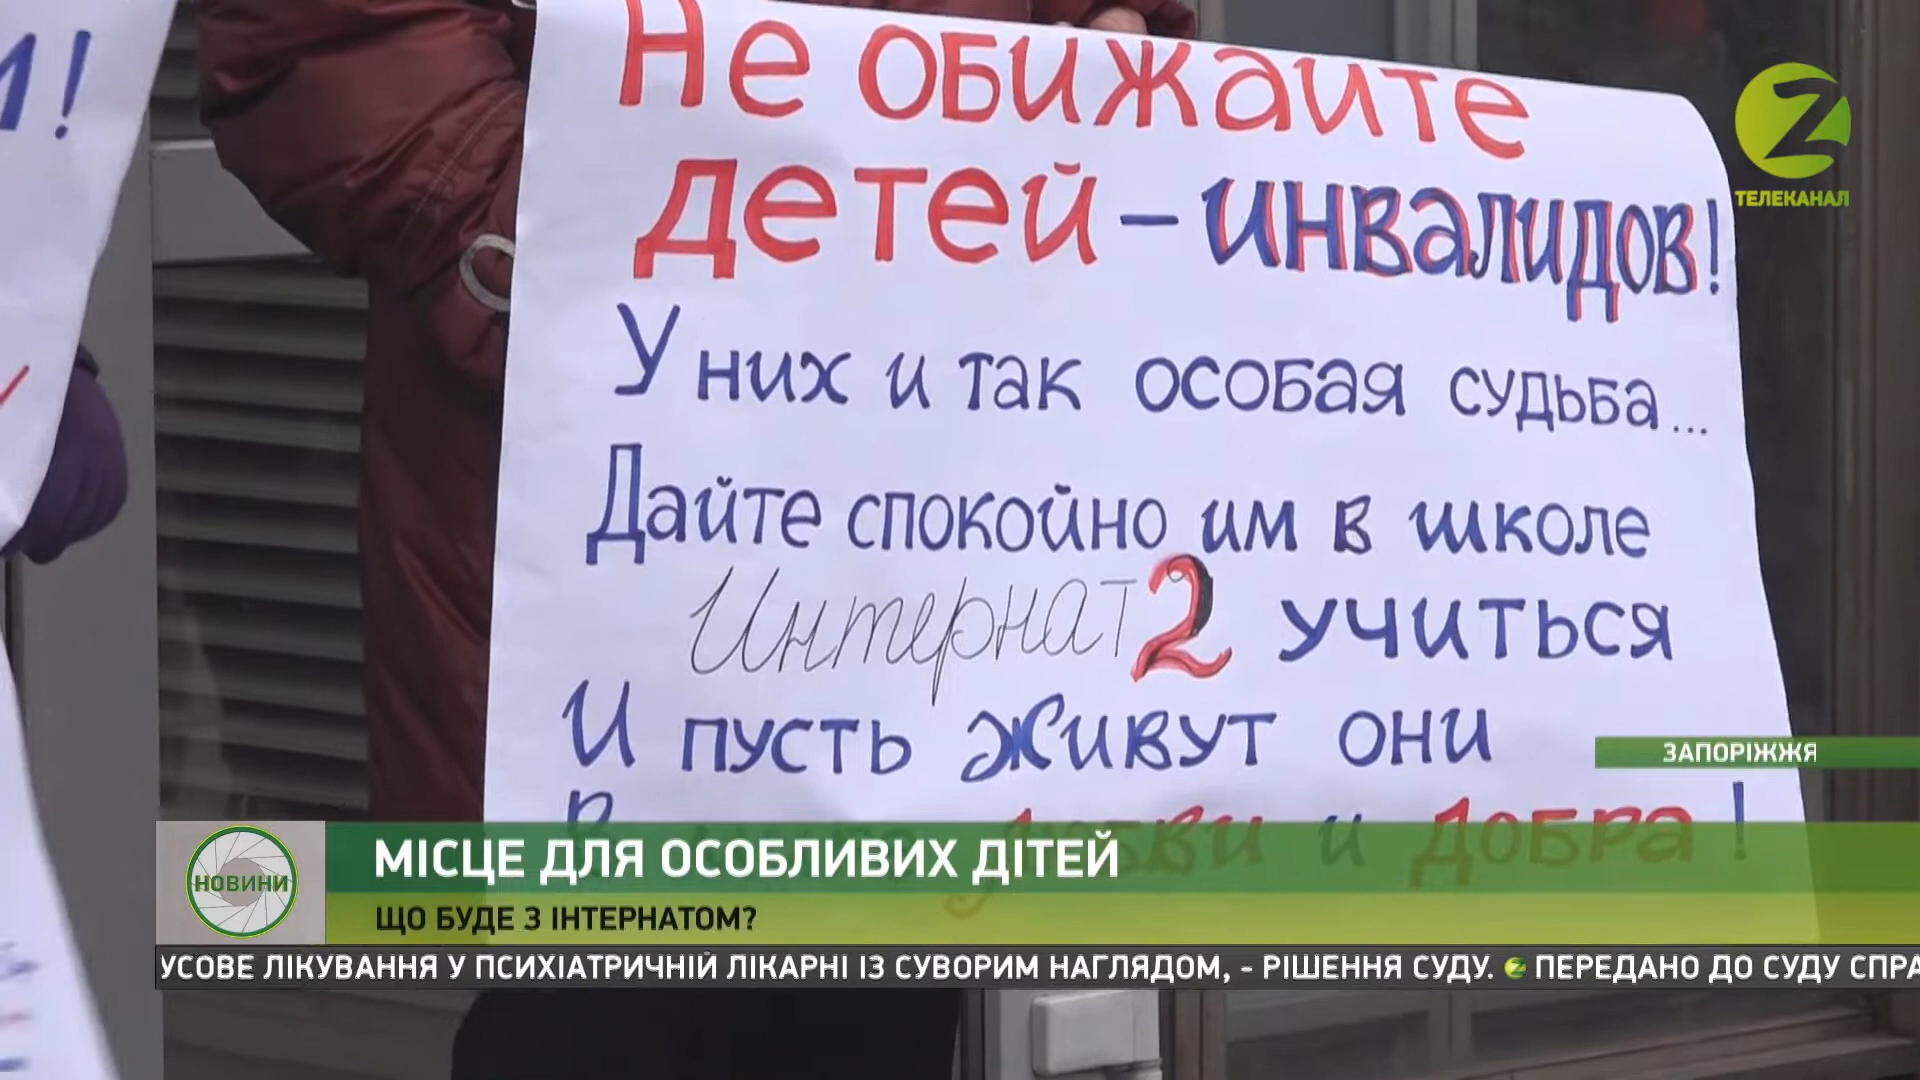 Не обижайте
детей - инвалидов!
У них и так особая судьба...
Дайте спокойно им в школе
Интернат 2 учиться
И пусть живут они
В любви и добра!
Z
ТЕЛЕКАНАЛ
ЗАПОРІЖЖЯ
НОВИНИ
МІСЦЕ ДЛЯ ОСОБЛИВИХ ДІТЕЙ
ЩО БУДЕ З ІНТЕРНАТОМ?
УСОВЕ ЛІКУВАННЯ У ПСИХІАТРИЧНІЙ ЛІКАРНІ ІЗ СУВОРИМ НАГЛЯДОМ, - РІШЕННЯ СУДУ. ПЕРЕДАНО ДО СУДУ СПРА